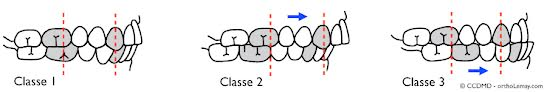 Classe 1
Classe 2
Classe 3
© CCDMD • ortholemay.com